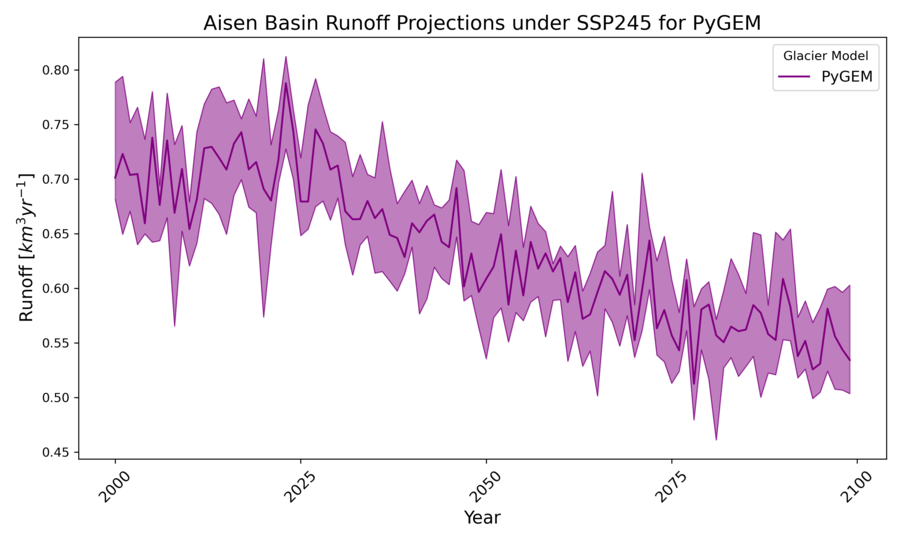 Aisen Basin Runoff Projections under SSP245 for PyGEM
Glacier Model
PyGEM
Runoff [km³yr⁻¹]
0.80
0.75
0.70
0.65
0.60
0.55
0.50
0.45
2000
2025
2050
2075
2100
Year